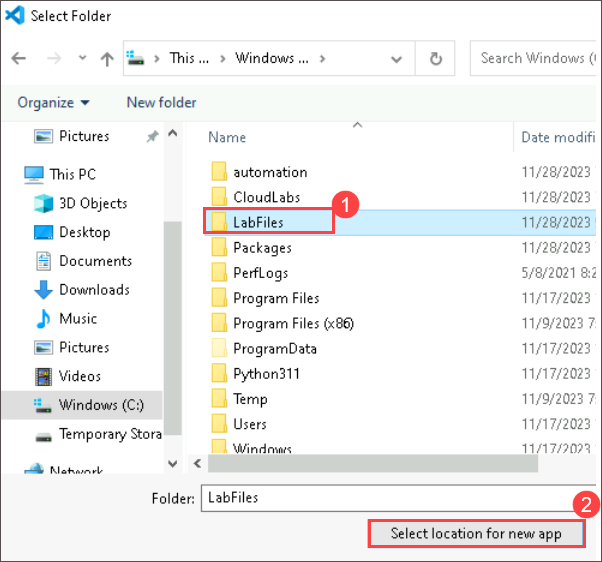 Select Folder
This ... Windows ... Search Windows (
Organize New folder
Name Date modifi
Pictures
This PC
3D Objects
Desktop
Documents
Downloads
Music
Pictures
Videos
Windows (C:)
Temporary Stora
Network
automation 11/28/2023
CloudLabs 11/28/2023
1
LabFiles 11/28/2023
Packages 11/28/2023
PerfLogs 5/8/2021 8:2
Program Files 11/17/2023
Program Files (x86) 11/9/2023 7:
ProgramData 11/17/2023
Python311 11/17/2023
Temp 11/9/2023 7:
Users 11/17/2023
Windows 11/17/2023
Folder: LabFiles
2
Select location for new app